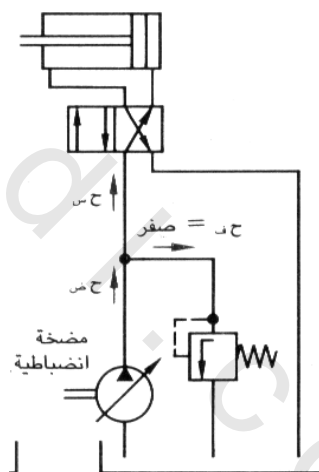 ح س
ح ف = صفر
ح ض
مضخة
انضباطية